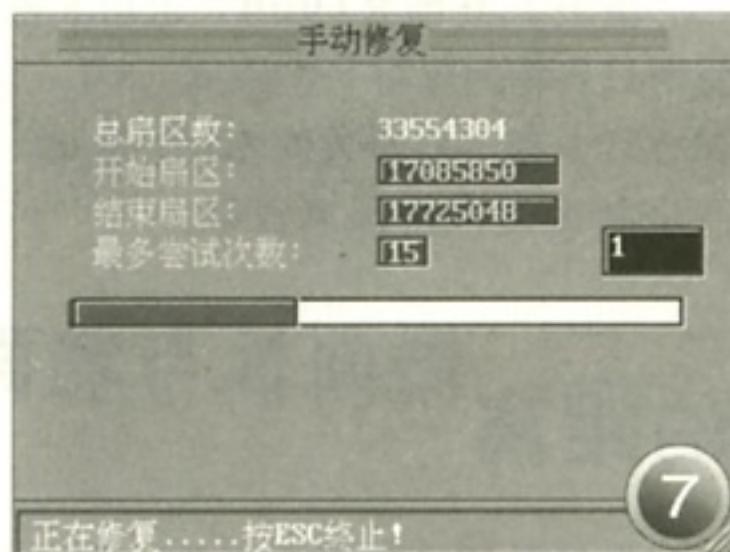 手动修复
总扇区数： 33554304
开始扇区： 17085850
结束扇区： 17725048
最多尝试次数： 15
1
7
正在修复.....按ESC终止！